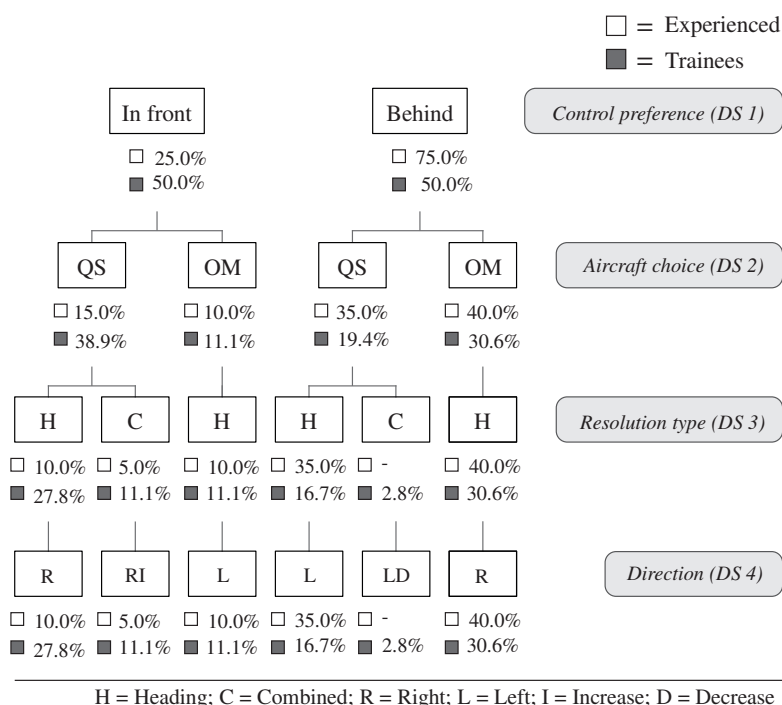 = Experienced
= Trainees
In front Behind Control preference (DS 1)
25.0% 75.0%
50.0% 50.0%
QS OM QS OM Aircraft choice (DS 2)
15.0% 10.0% 35.0% 40.0%
38.9% 11.1% 19.4% 30.6%
H C H H C H Resolution type (DS 3)
10.0% 5.0% 10.0% 35.0% - 40.0%
27.8% 11.1% 11.1% 16.7% 2.8% 30.6%
R RI L L LD R Direction (DS 4)
10.0% 5.0% 10.0% 35.0% - 40.0%
27.8% 11.1% 11.1% 16.7% 2.8% 30.6%
H = Heading; C = Combined; R = Right; L = Left; I = Increase; D = Decrease